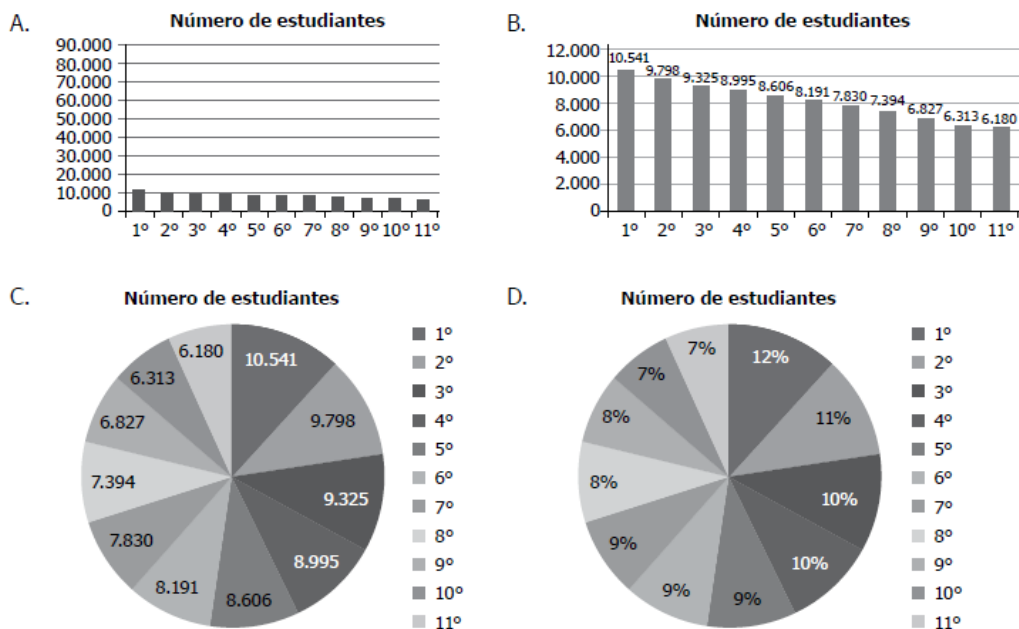 A.
Número de estudiantes
90.000
80.000
70.000
60.000
50.000
40.000
30.000
20.000
10.000
0
1º 2º 3º 4º 5º 6º 7º 8º 9º 10º 11º
B.
Número de estudiantes
12.000
10.000
8.000
6.000
4.000
2.000
0
10.541 9.798 9.325 8.995 8.606 8.191 7.830 7.394 6.827 6.313 6.180
1º 2º 3º 4º 5º 6º 7º 8º 9º 10º 11º
C.
Número de estudiantes
10.541
9.798
9.325
8.995
8.606
8.191
7.830
7.394
6.827
6.313
6.180
1º
2º
3º
4º
5º
6º
7º
8º
9º
10º
11º
D.
Número de estudiantes
12%
11%
10%
10%
9%
9%
9%
8%
8%
7%
7%
1º
2º
3º
4º
5º
6º
7º
8º
9º
10º
11º